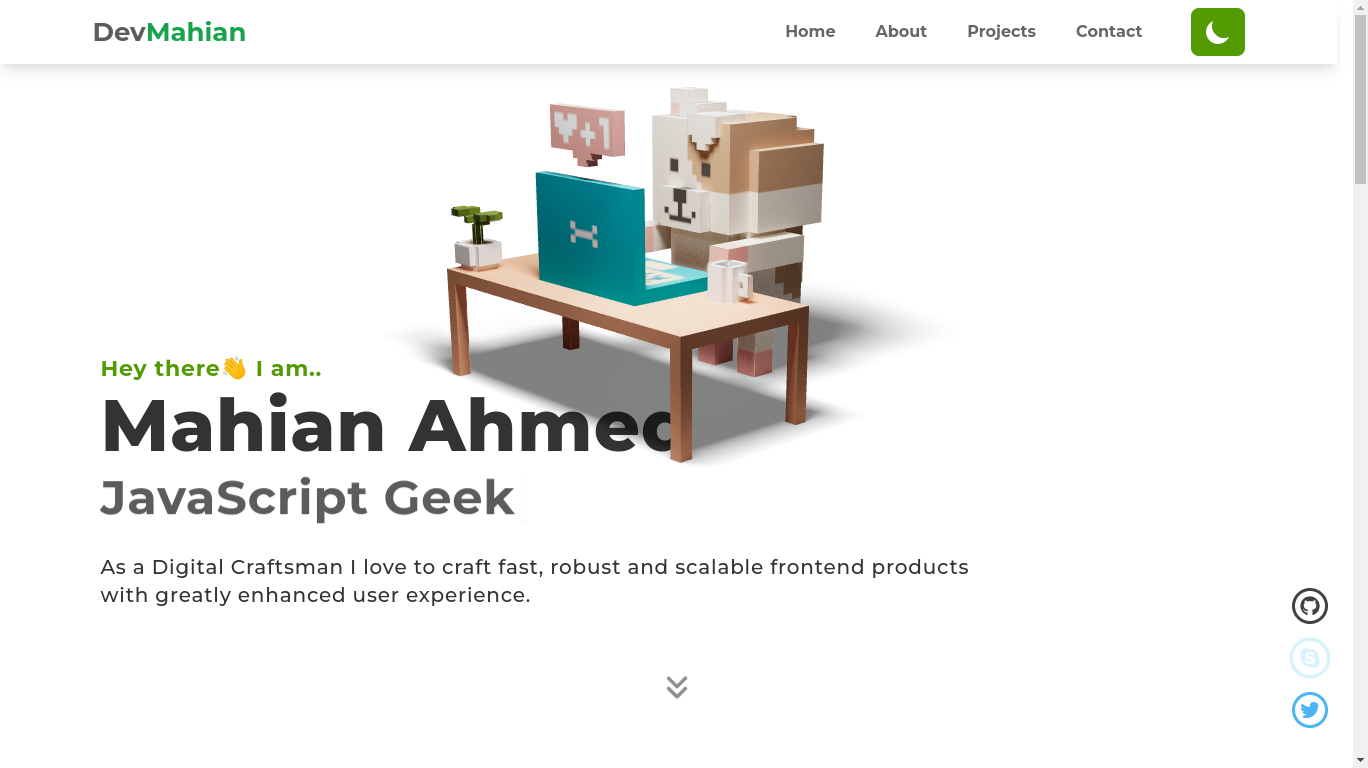 DevMahian
Home
About
Projects
Contact
+1
Hey there👋 I am..
Mahian Ahmed
JavaScript Geek
As a Digital Craftsman I love to craft fast, robust and scalable frontend products
with greatly enhanced user experience.